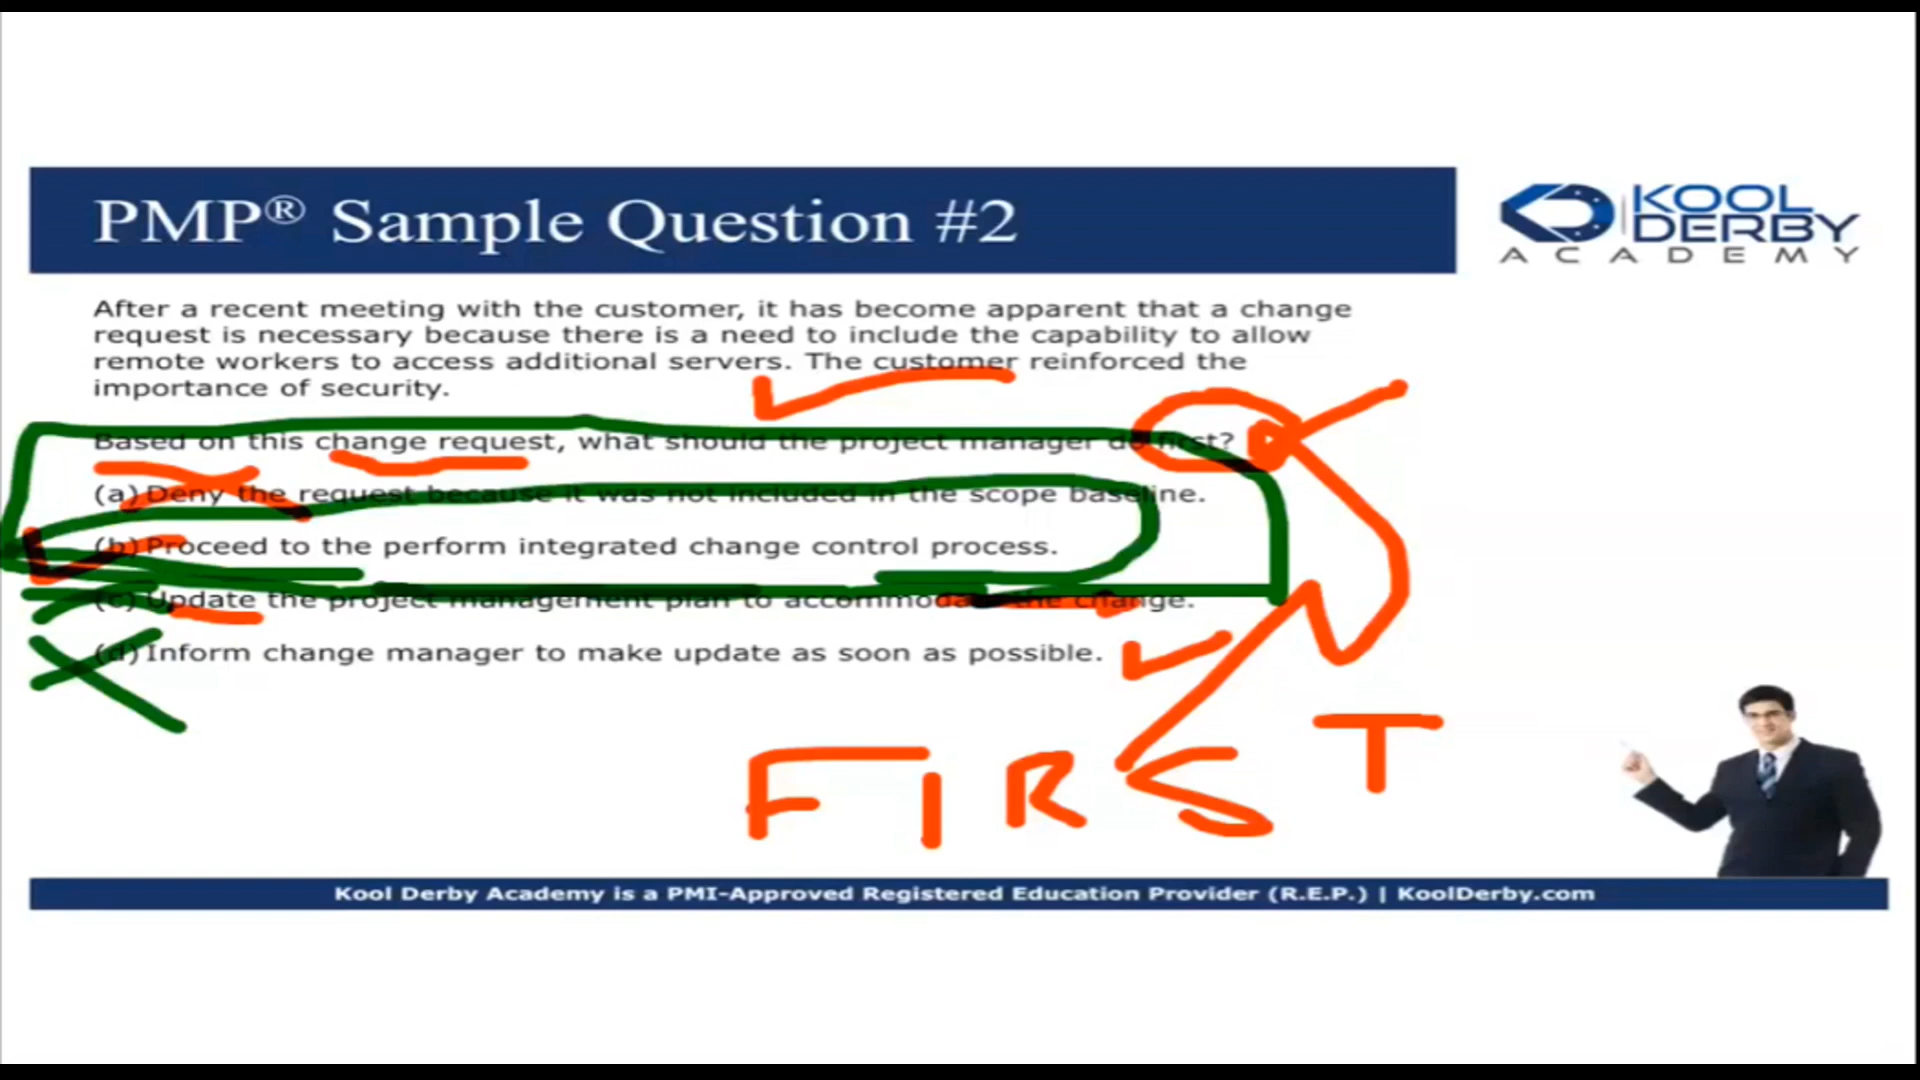 PMP® Sample Question #2
KOOL
DERBY
ACADEMY
After a recent meeting with the customer, it has become apparent that a change
request is necessary because there is a need to include the capability to allow
remote workers to access additional servers. The customer reinforced the
importance of security.
Based on this change request, what should the project manager do first?
(a) Deny the request because it was not included in the scope baseline.
(b) Proceed to the perform integrated change control process.
(c) Update the project management plan to accommodate the change.
(d) Inform change manager to make update as soon as possible.
FIRST
Kool Derby Academy is a PMI-Approved Registered Education Provider (R.E.P.) | KoolDerby.com